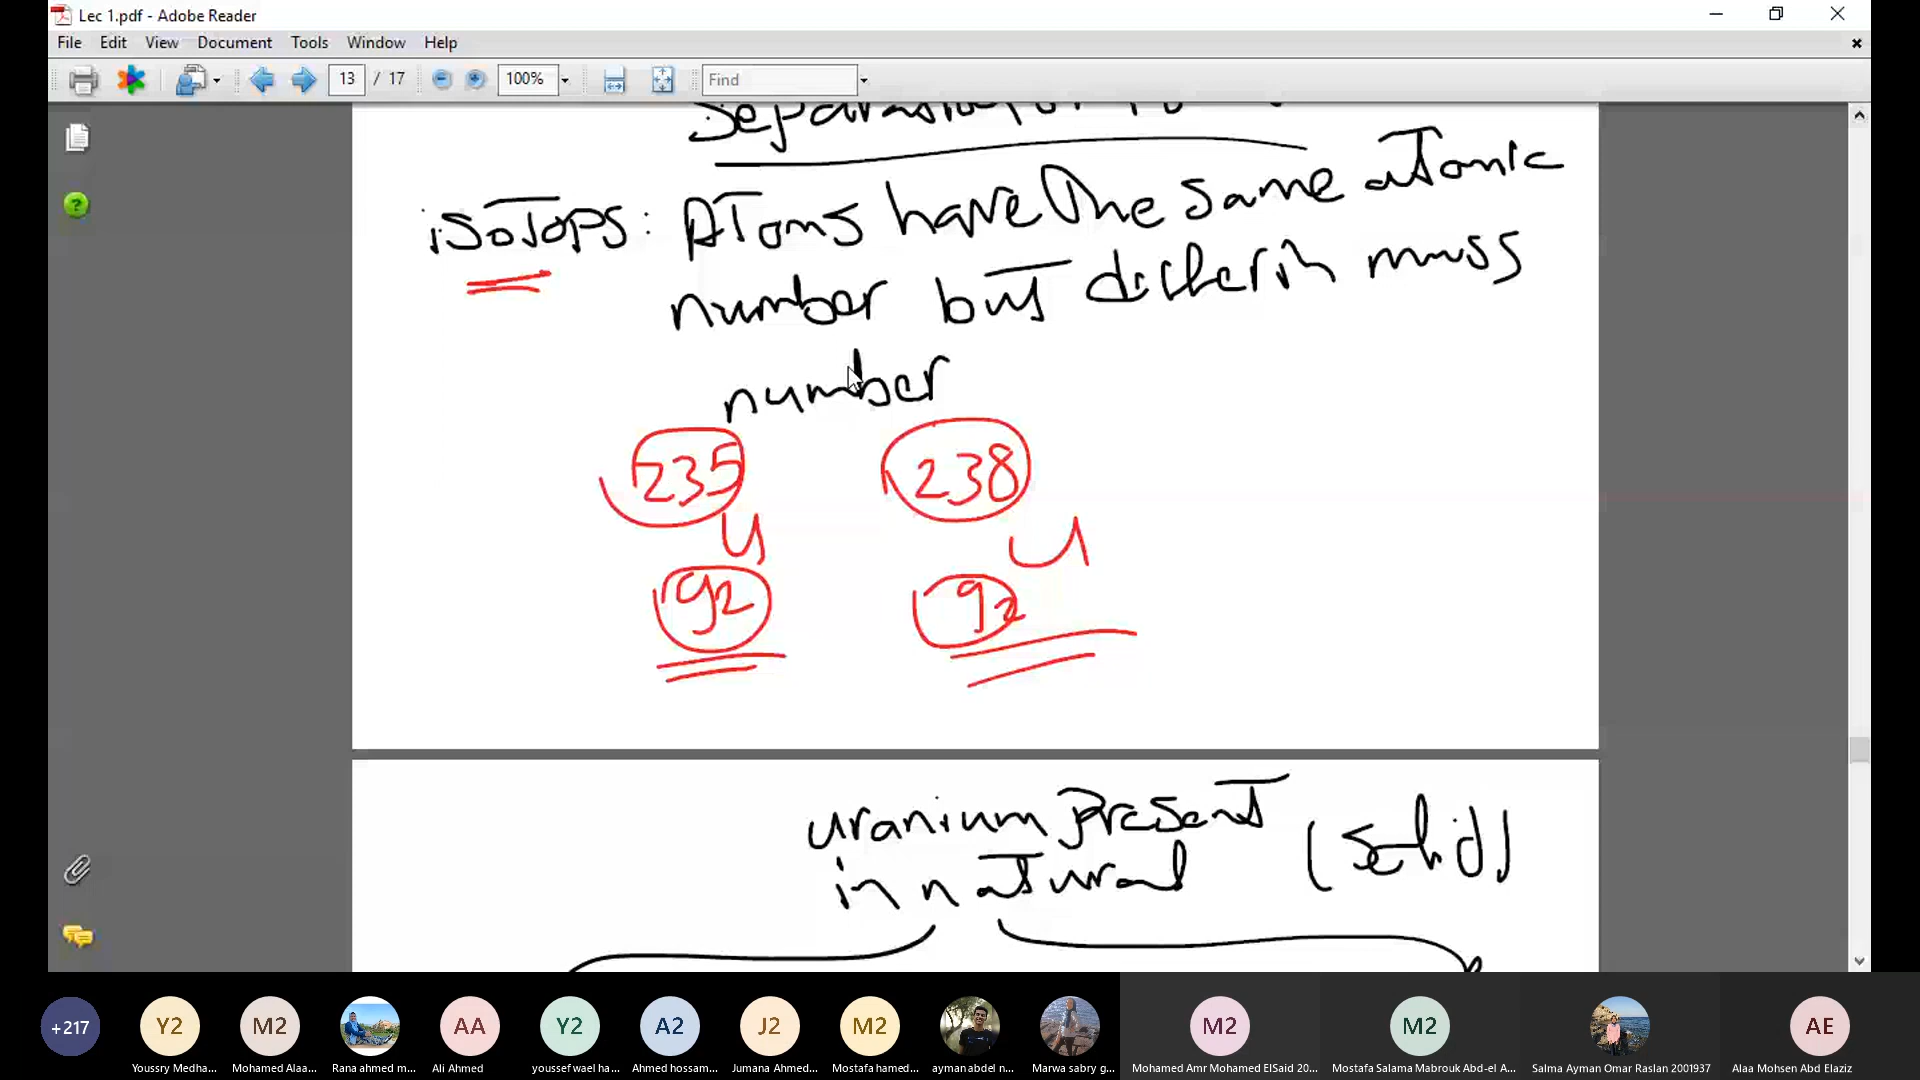 Lec 1.pdf - Adobe Reader
File Edit View Document Tools Window Help
13 / 17 100% Find
isotops: Atoms have the same atomic
number but differ in mass
number
235 238
U U
92 92
uranium present
in natural (solid)
+217 Y2 M2 AA Y2 A2 J2 M2 M2 M2 AE
Youssry Medha... Mohamed Alaa... Rana ahmed m... Ali Ahmed youssef wael ha... Ahmed hossam... Jumana Ahmed... Mostafa hamed... ayman abdel n... Marwa sabry g... Mohamed Amr Mohamed ElSaid 20... Mostafa Salama Mabrouk Abd-el A... Salma Ayman Omar Raslan 2001937 Alaa Mohsen Abd Elaziz